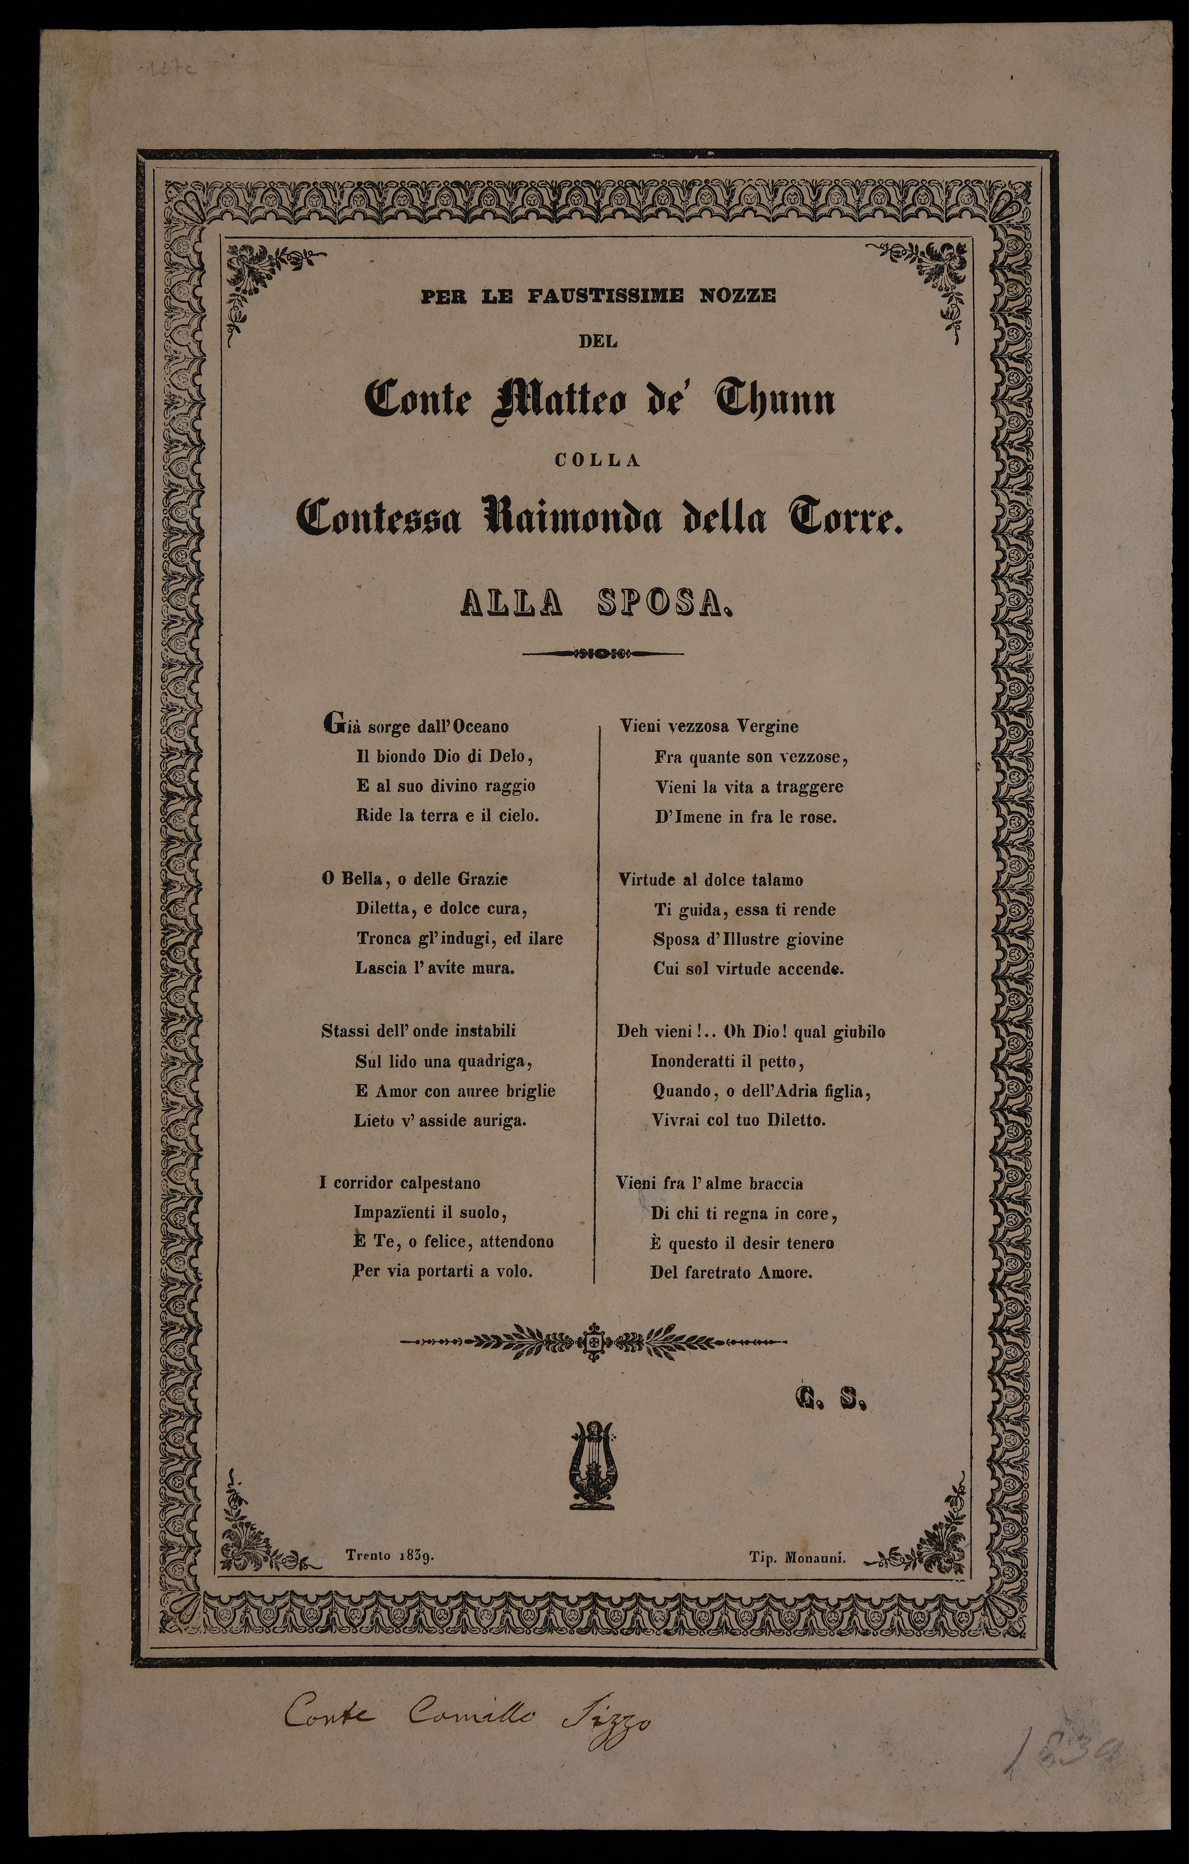 PER LE FAUSTISSIME NOZZE
DEL
Conte Matteo de' Thunn
COLLA
Contessa Raimonda della Torre.
ALLA SPOSA.
Già sorge dall' Oceano
Il biondo Dio di Delo,
E al suo divino raggio
Ride la terra e il cielo.
O Bella, o delle Grazie
Diletta, e dolce cura,
Tronca gl' indugi, ed ilare
Lascia l' avite mura.
Stassi dell' onde instabili
Sul lido una quadriga,
E Amor con auree briglie
Lieto v' asside auriga.
I corridor calpestano
Impazïenti il suolo,
E Te, o felice, attendono
Per via portarti a volo.
Vieni vezzosa Vergine
Fra quante son vezzose,
Vieni la vita a traggere
D' Imene in fra le rose.
Virtude al dolce talamo
Ti guida, essa ti rende
Sposa d' Illustre giovine
Cui sol virtude accende.
Deh vieni!.. Oh Dio! qual giubilo
Inonderatti il petto,
Quando, o dell' Adria figlia,
Vivrai col tuo Diletto.
Vieni fra l' alme braccia
Di chi ti regna in core,
È questo il desir tenero
Del faretrato Amore.
G. S.
Trento 1839.
Tip. Monauni.
Conte Camillo Sizzo
1839